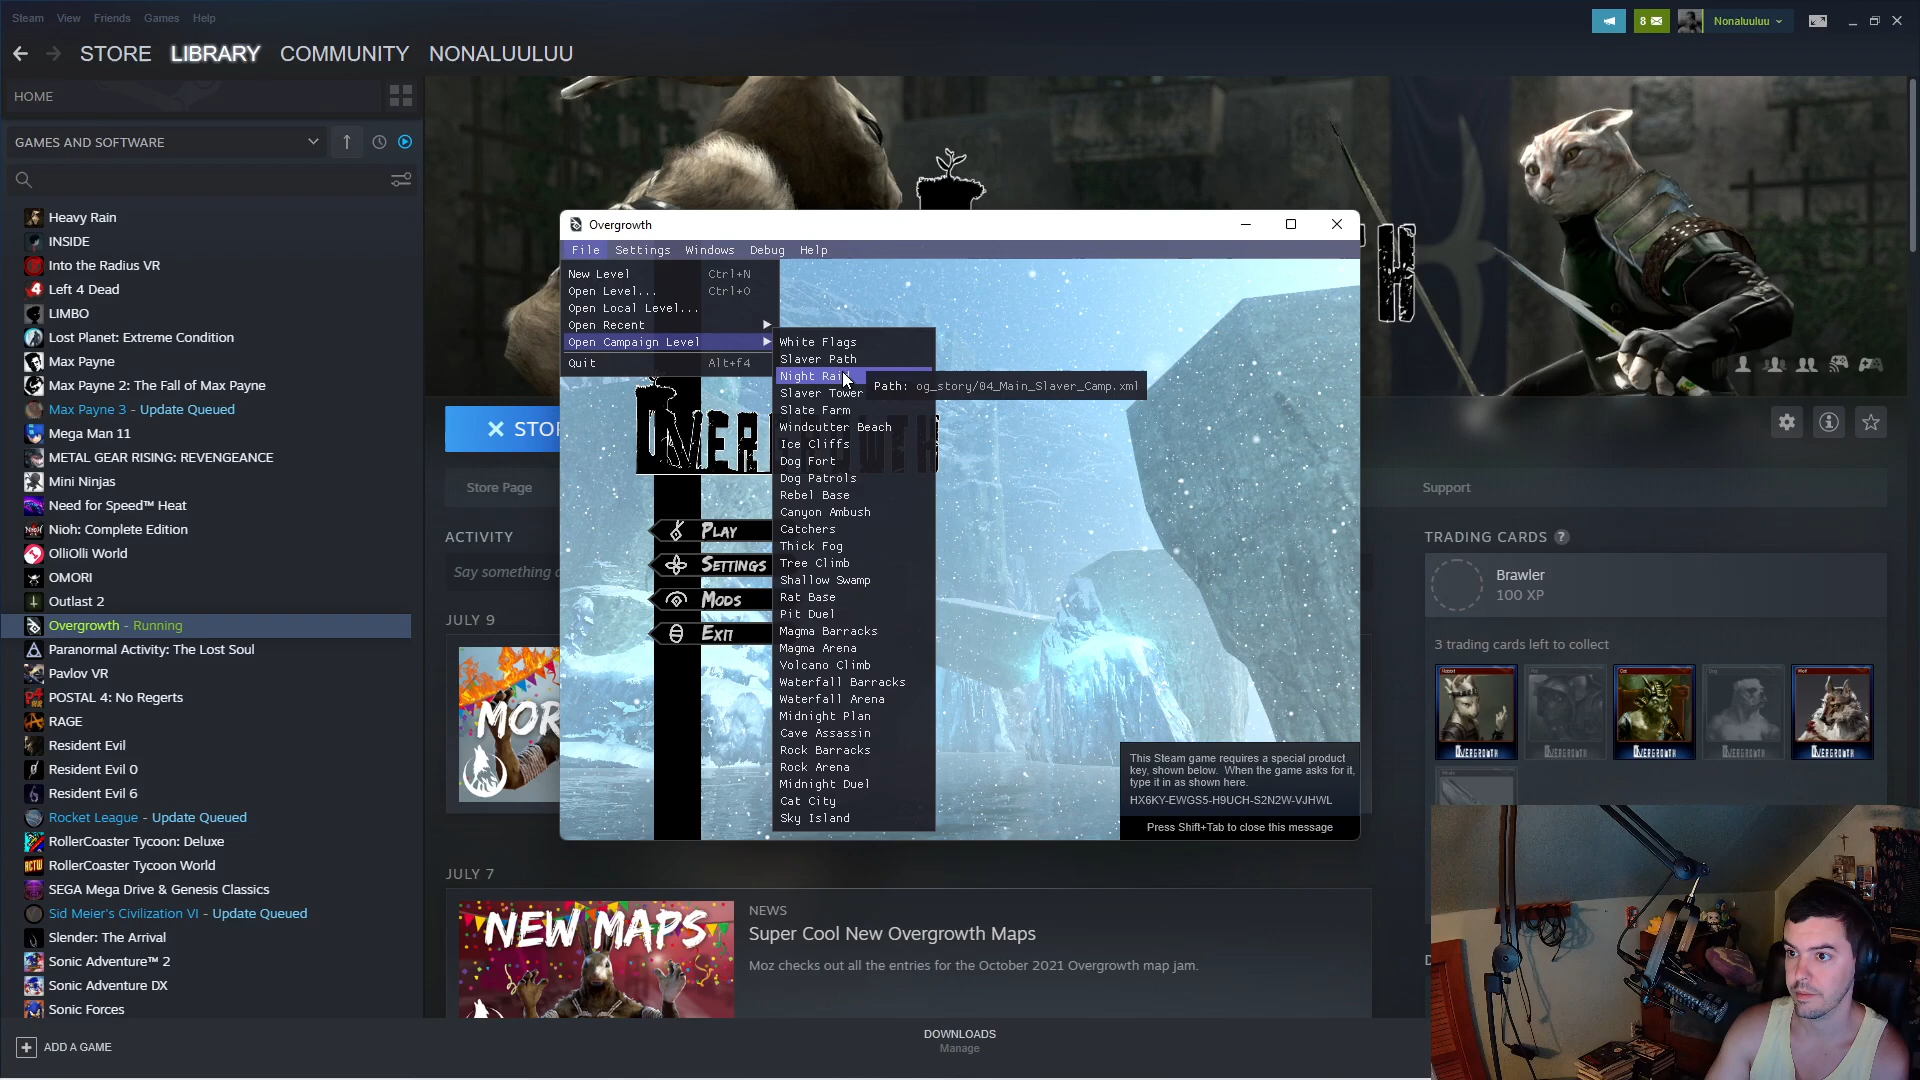 Steam View Friends Games Help
8
Nonaluuluu
STORE LIBRARY COMMUNITY NONALUULUU
HOME
GAMES AND SOFTWARE
Heavy Rain
INSIDE
Into the Radius VR
Left 4 Dead
LIMBO
Lost Planet: Extreme Condition
Max Payne
Max Payne 2: The Fall of Max Payne
Max Payne 3 - Update Queued
Mega Man 11
METAL GEAR RISING: REVENGEANCE
Mini Ninjas
Need for Speed™ Heat
Nioh: Complete Edition
OlliOlli World
OMORI
Outlast 2
Overgrowth - Running
Paranormal Activity: The Lost Soul
Pavlov VR
POSTAL 4: No Regerts
RAGE
Resident Evil
Resident Evil 0
Resident Evil 6
Rocket League - Update Queued
RollerCoaster Tycoon: Deluxe
RollerCoaster Tycoon World
SEGA Mega Drive & Genesis Classics
Sid Meier's Civilization VI - Update Queued
Slender: The Arrival
Sonic Adventure™ 2
Sonic Adventure DX
Sonic Forces
ADD A GAME
Overgrowth
File Settings Windows Debug Help
New Level Ctrl+N
Open Level... Ctrl+O
Open Local Level...
Open Recent
Open Campaign Level
Quit Alt+f4
White Flags
Slaver Path
Night Raid
Path: og_story/04_Main_Slaver_Camp.xml
Slaver Tower
Slate Farm
Windcutter Beach
Ice Cliffs
Dog Fort
Dog Patrols
Rebel Base
Canyon Ambush
Catchers
Thick Fog
Tree Climb
Shallow Swamp
Rat Base
Pit Duel
Magma Barracks
Magma Arena
Volcano Climb
Waterfall Barracks
Waterfall Arena
Midnight Plan
Cave Assassin
Rock Barracks
Rock Arena
Midnight Duel
Cat City
Sky Island
PLAY
SETTINGS
MODS
EXIT
This Steam game requires a special product
key, shown below. When the game asks for it,
type it in as shown here.
HX6KY-EWGS5-H9UCH-S2N2W-VJHWL
Press Shift+Tab to close this message
STOP
Store Page
Support
ACTIVITY
Say something
JULY 9
JULY 7
NEW MAPS
NEWS
Super Cool New Overgrowth Maps
Moz checks out all the entries for the October 2021 Overgrowth map jam.
TRADING CARDS ?
Brawler
100 XP
3 trading cards left to collect
OVERGROWTH
OVERGROWTH
OVERGROWTH
OVERGROWTH
OVERGROWTH
DOWNLOADS
Manage